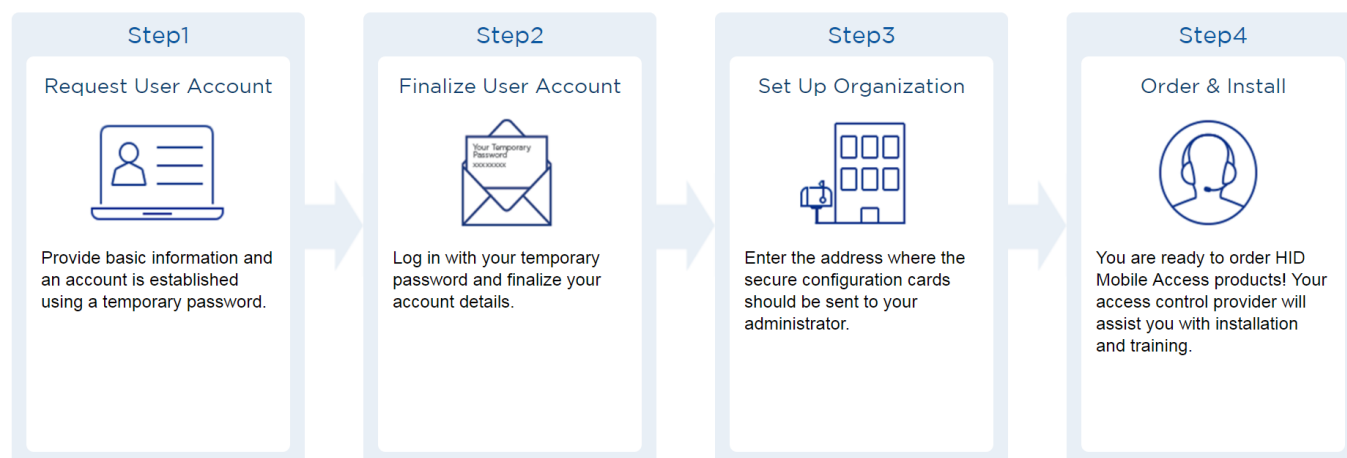 Step1
Request User Account
Provide basic information and
an account is established
using a temporary password.
Step2
Finalize User Account
Your Temporary
Password
xxxxxxxxx
Log in with your temporary
password and finalize your
account details.
Step3
Set Up Organization
Enter the address where the
secure configuration cards
should be sent to your
administrator.
Step4
Order & Install
You are ready to order HID
Mobile Access products! Your
access control provider will
assist you with installation
and training.